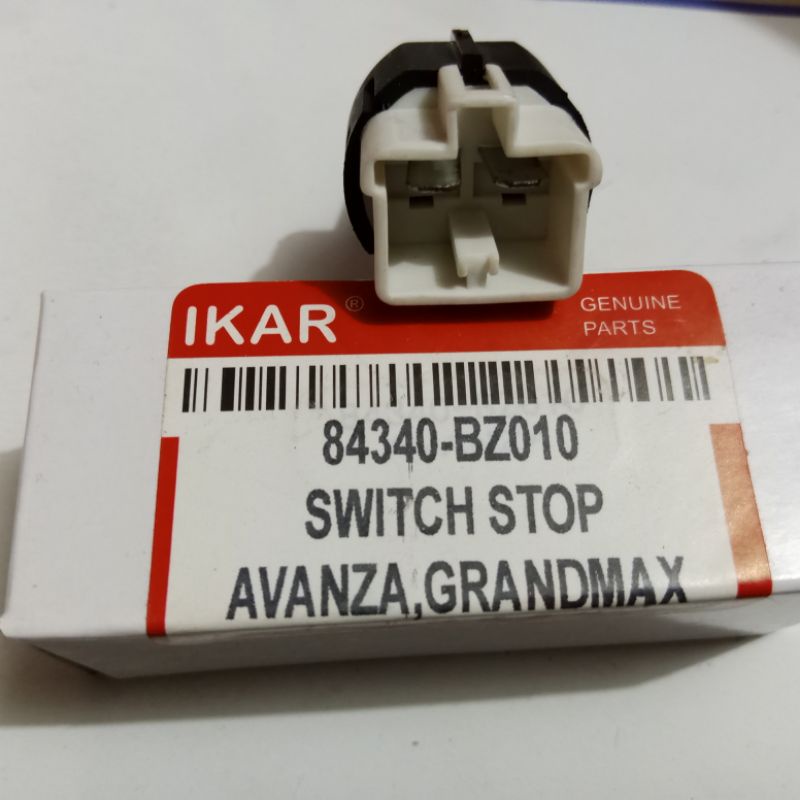 IKAR®
GENUINE
PARTS
84340-BZ010
SWITCH STOP
AVANZA,GRANDMAX